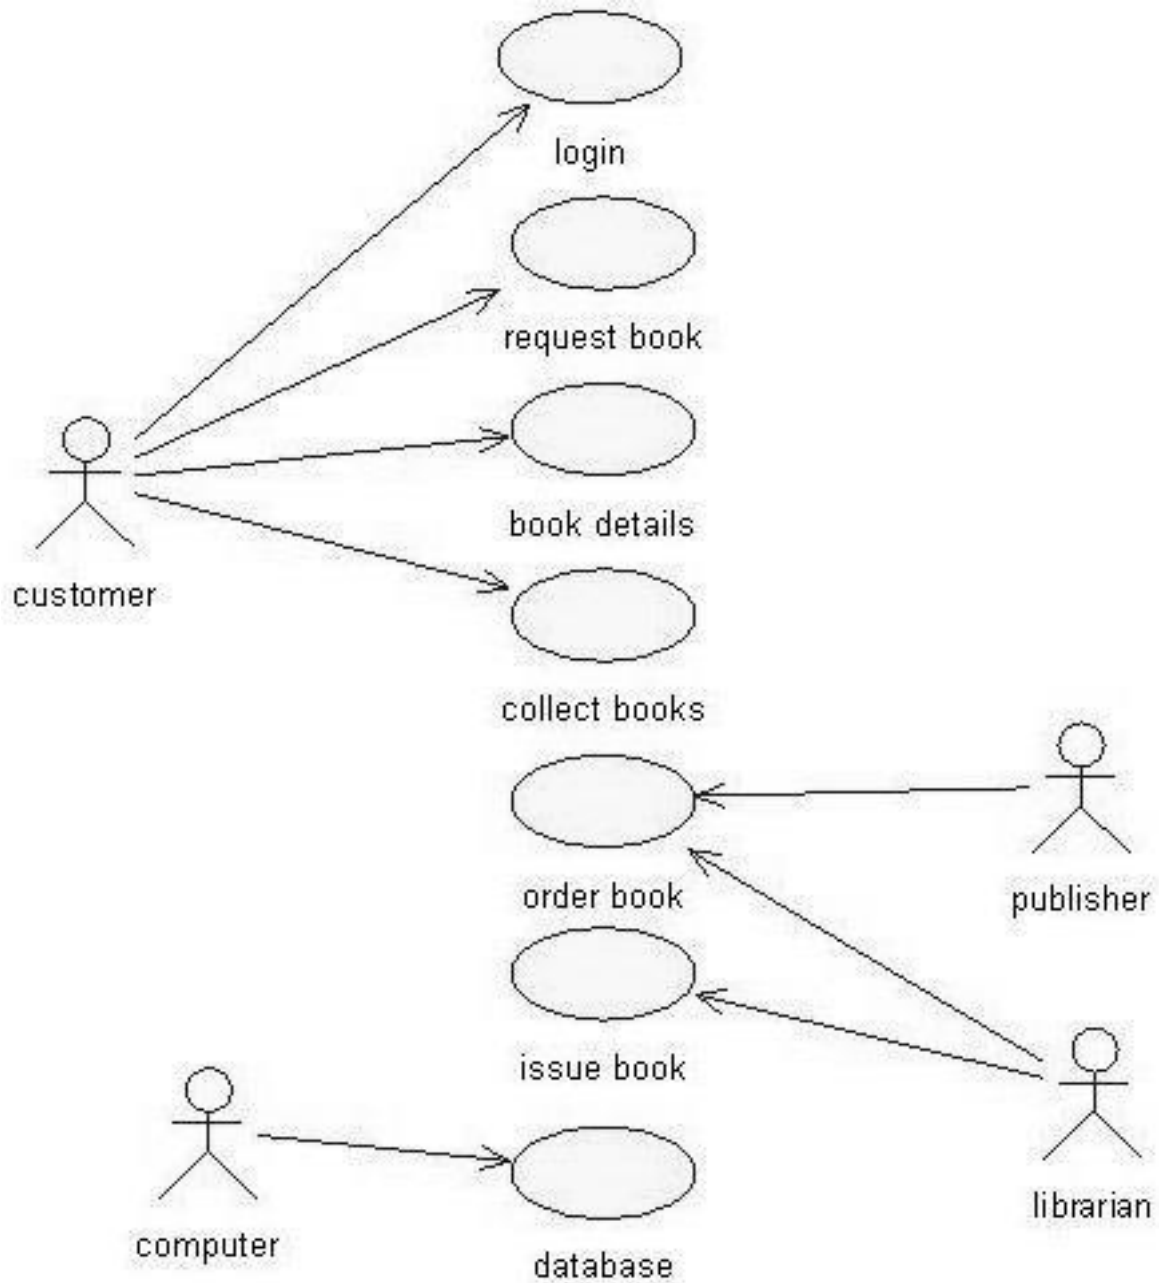 login
request book
book details
customer
collect books
order book
publisher
issue book
librarian
computer
database